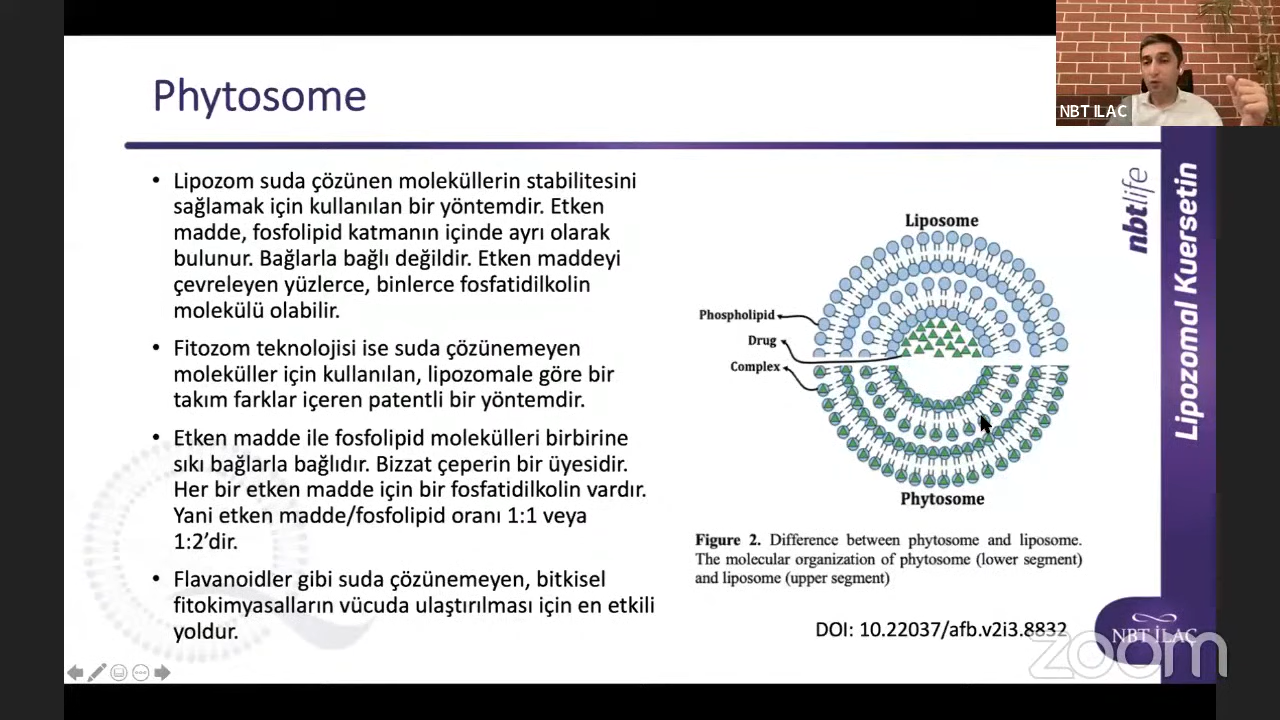 Phytosome
NBT ILAC
• Lipozom suda çözünen moleküllerin stabilitesini
sağlamak için kullanılan bir yöntemdir. Etken
madde, fosfolipid katmanın içinde ayrı olarak
bulunur. Bağlarla bağlı değildir. Etken maddeyi
çevreleyen yüzlerce, binlerce fosfatidilkolin
molekülü olabilir.
• Fitozom teknolojisi ise suda çözünemeyen
moleküller için kullanılan, lipozomale göre bir
takım farklar içeren patentli bir yöntemdir.
• Etken madde ile fosfolipid molekülleri birbirine
sıkı bağlarla bağlıdır. Bizzat çeperin bir üyesidir.
Her bir etken madde için bir fosfatidilkolin vardır.
Yani etken madde/fosfolipid oranı 1:1 veya
1:2’dir.
• Flavanoidler gibi suda çözünemeyen, bitkisel
fitokimyasalların vücuda ulaştırılması için en etkili
yoldur.
Liposome
Phospholipid
Drug
Complex
Phytosome
Figure 2. Difference between phytosome and liposome.
The molecular organization of phytosome (lower segment)
and liposome (upper segment)
DOI: 10.22037/afb.v2i3.8832
nbtlife
Lipozomal Kuersetin
NBT İLAÇ
zoom